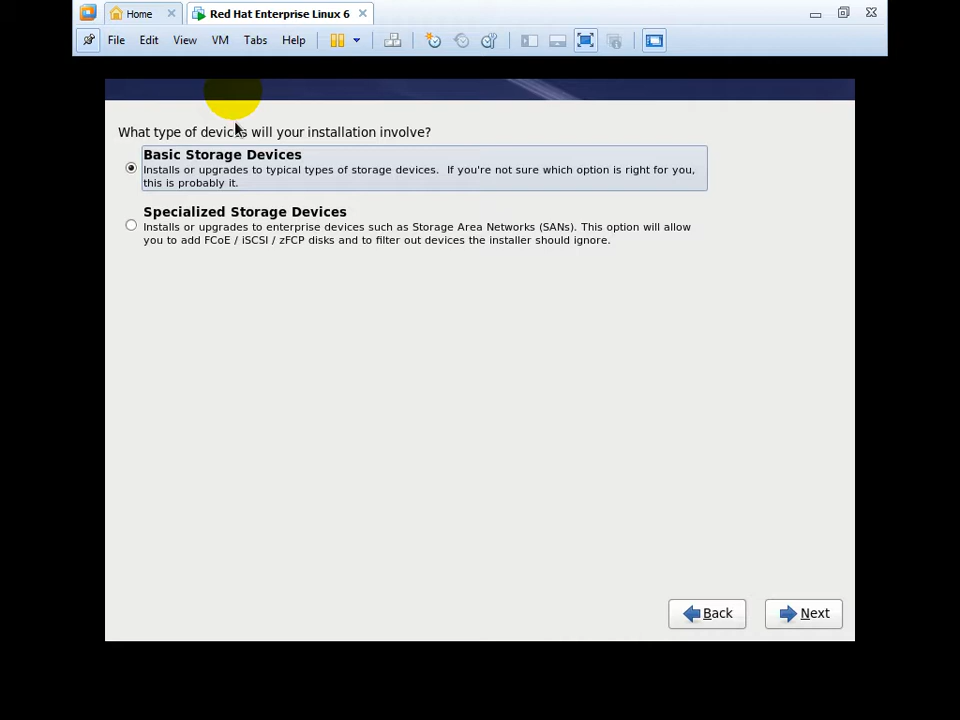 Home
Red Hat Enterprise Linux 6
File Edit View VM Tabs Help
What type of devices will your installation involve?
Basic Storage Devices
Installs or upgrades to typical types of storage devices.  If you're not sure which option is right for you,
this is probably it.
Specialized Storage Devices
Installs or upgrades to enterprise devices such as Storage Area Networks (SANs). This option will allow
you to add FCoE / iSCSI / zFCP disks and to filter out devices the installer should ignore.
Back Next